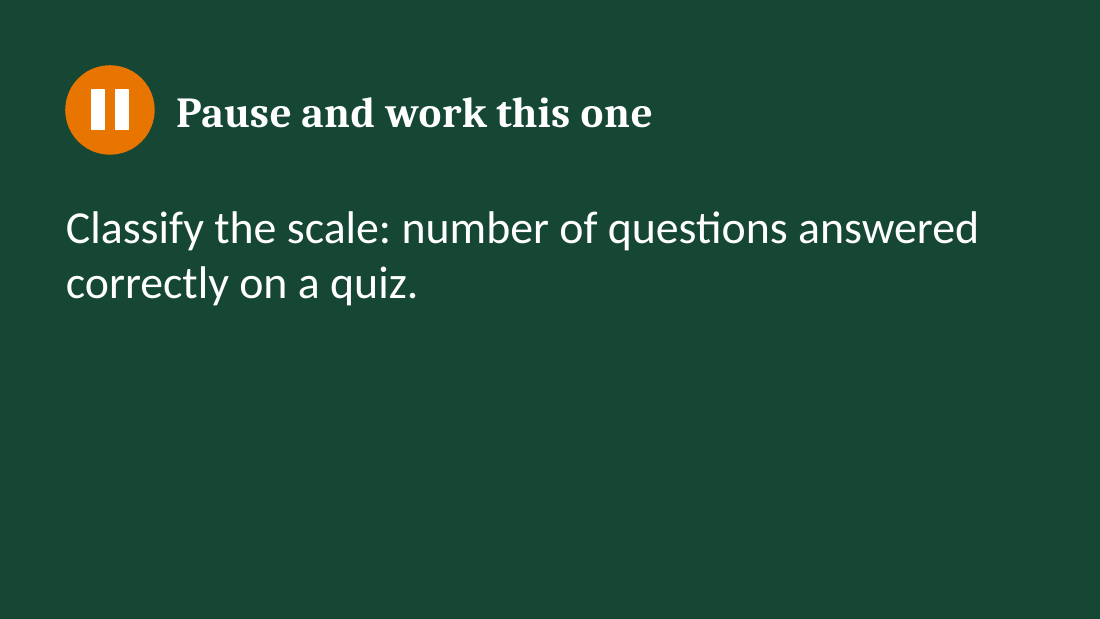 Pause and work this one
Classify the scale: number of questions answered
correctly on a quiz.